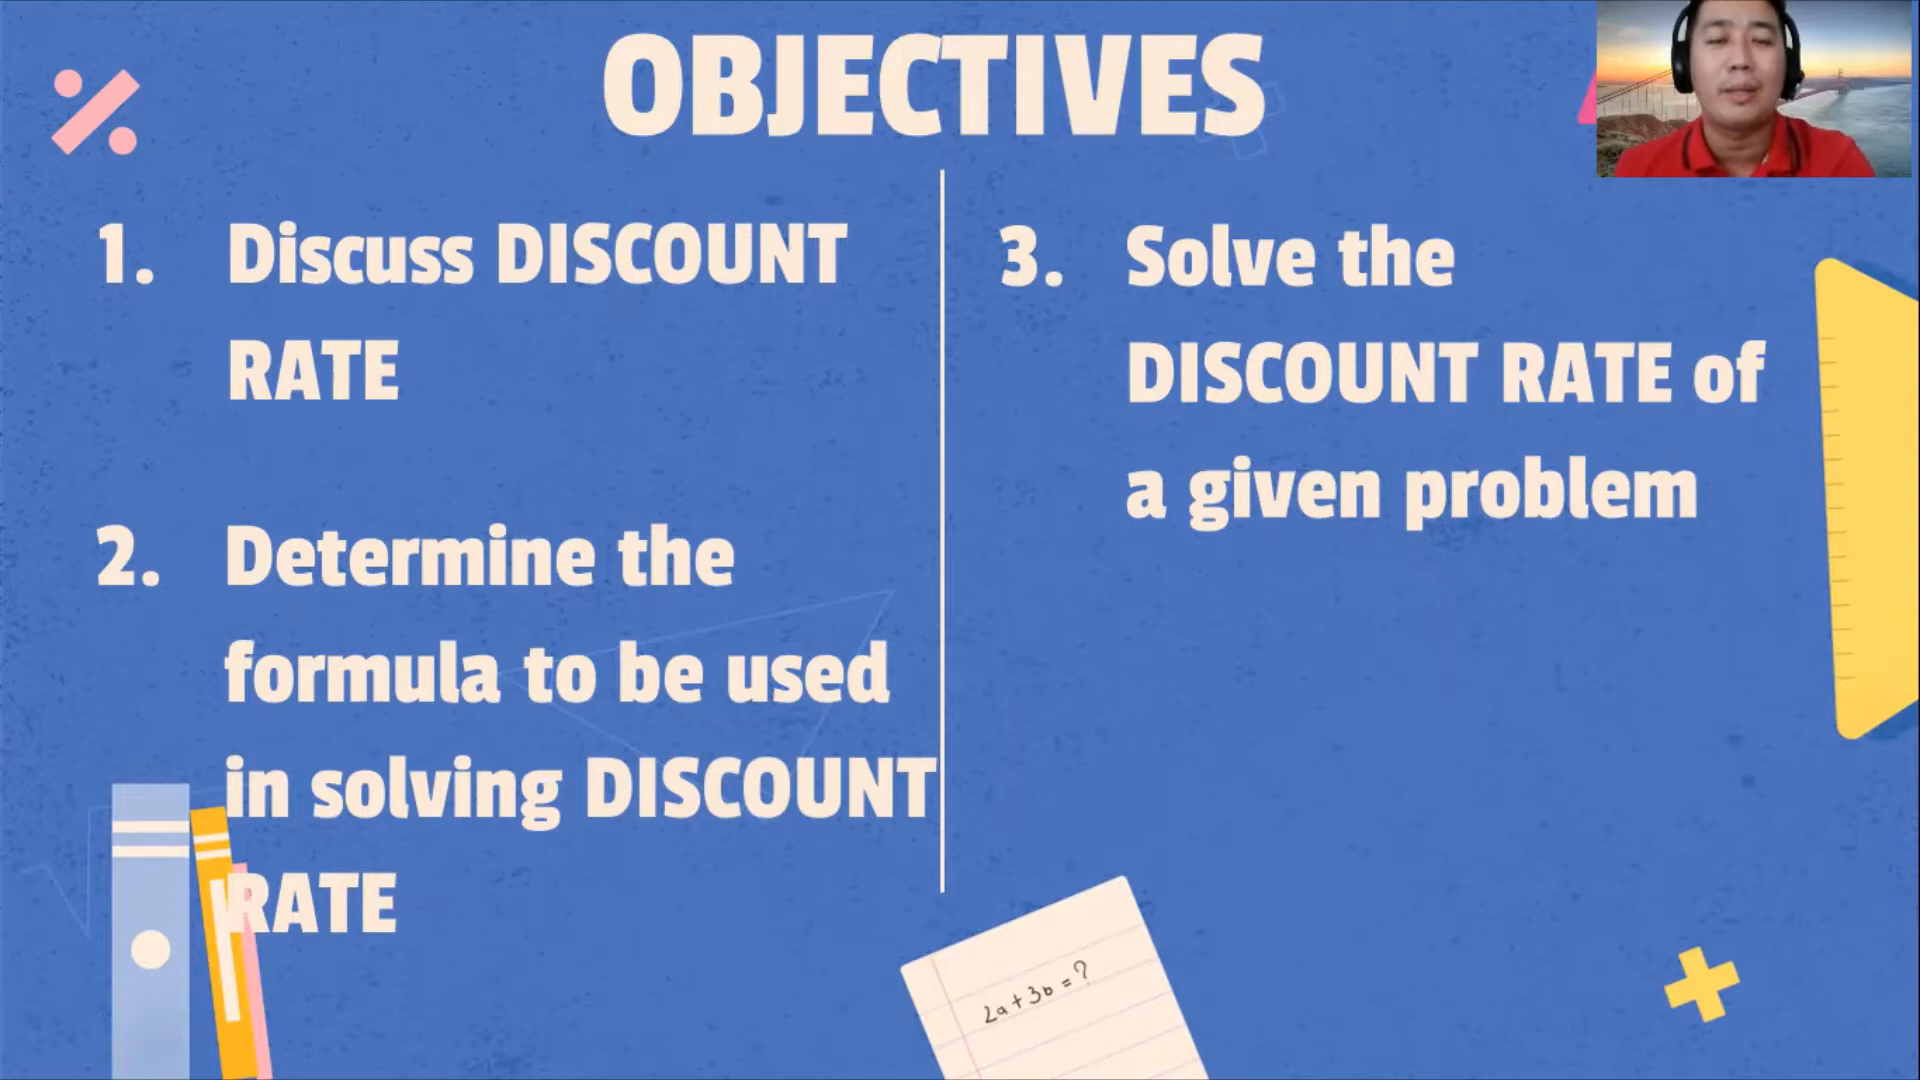 OBJECTIVES
1. Discuss DISCOUNT
RATE
2. Determine the
formula to be used
in solving DISCOUNT
RATE
3. Solve the
DISCOUNT RATE of
a given problem
2a+3b=?